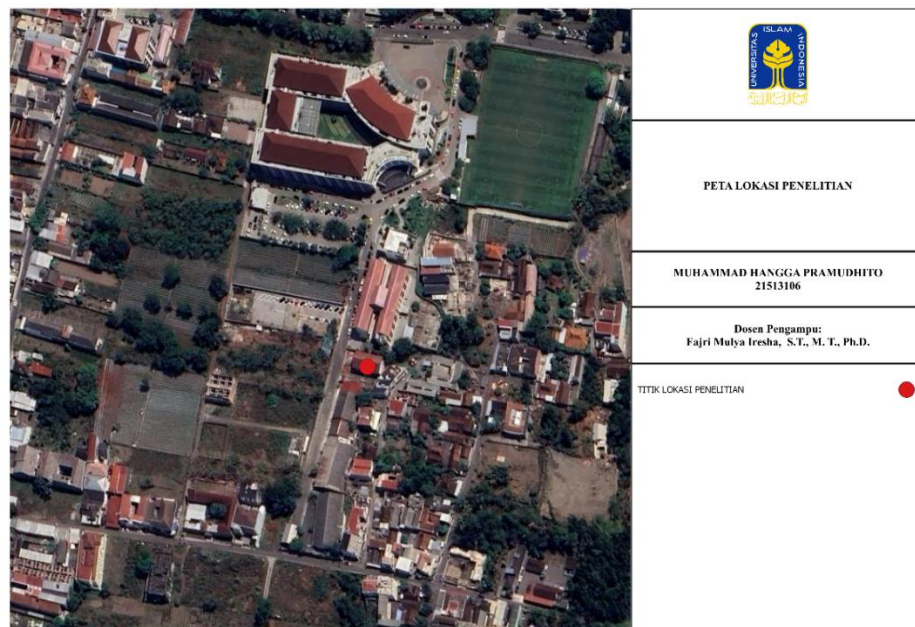 UNIVERSITAS
ISLAM
INDONESIA
PETA LOKASI PENELITIAN
MUHAMMAD HANGGA PRAMUDHITO
21513106
Dosen Pengampu:
Fajri Mulya Iresha, S.T., M. T., Ph.D.
TITIK LOKASI PENELITIAN